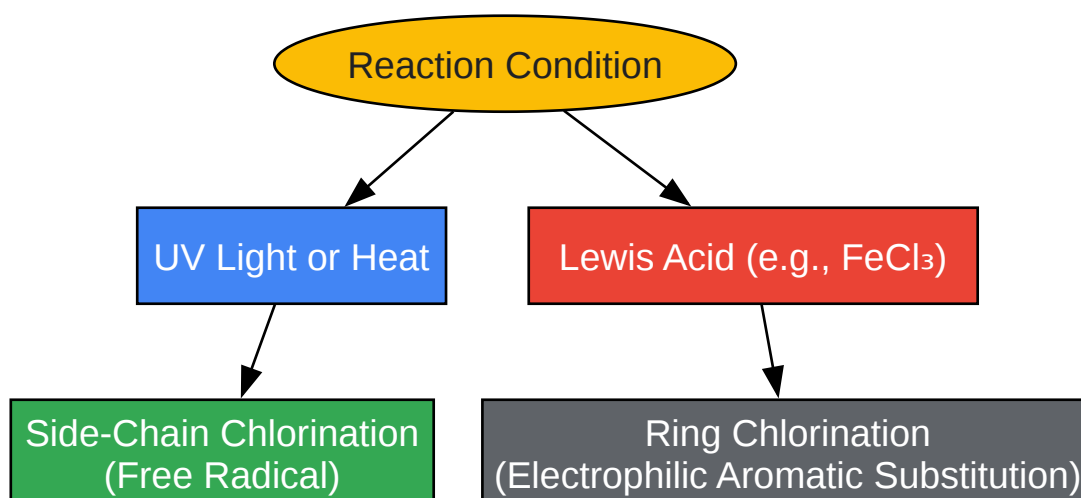 Reaction Condition
UV Light or Heat
Lewis Acid (e.g., FeCl₃)
Side-Chain Chlorination
(Free Radical)
Ring Chlorination
(Electrophilic Aromatic Substitution)